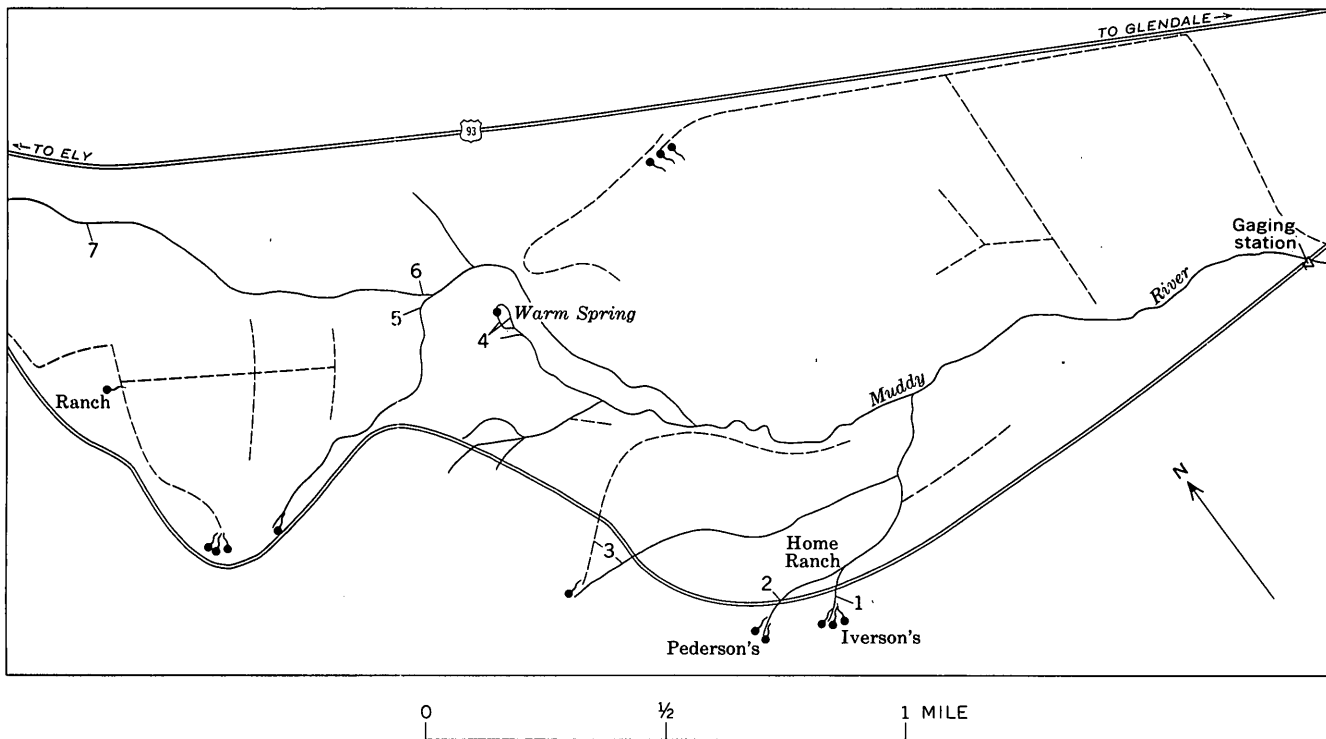 TO GLENDALE →
93
← TO ELY
Gaging
station
7
River
6
5
Warm Spring
4
Muddy
Ranch
N
3
Home
Ranch
2
1
Iverson's
Pederson's
0 ½ 1 MILE